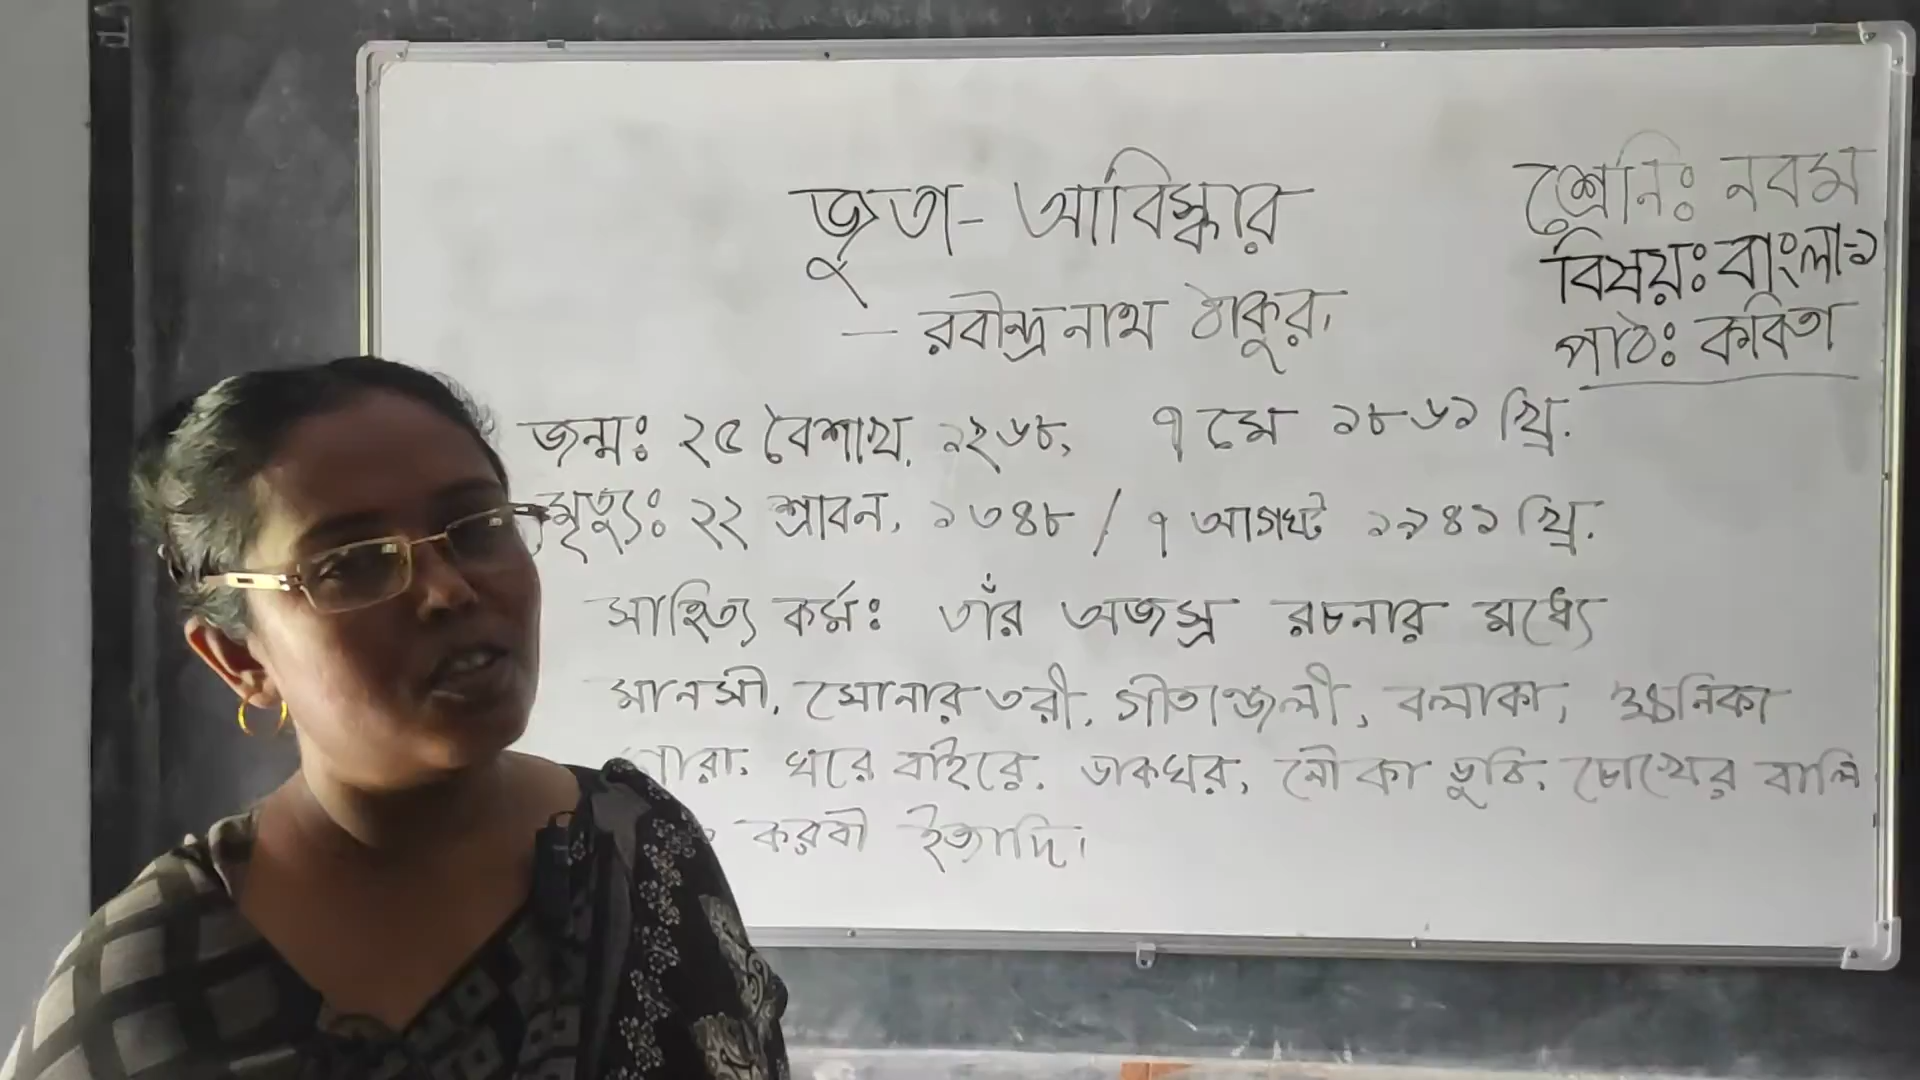 জুতা-আবিস্কার
— রবীন্দ্রনাথ ঠাকুর,
শ্রেনিঃ নবম
বিষয়ঃ বাংলা-১
পাঠঃ কবিতা
জন্মঃ ২৫ বৈশাখ, ১২৬৮, ৭ মে ১৮৬১ খ্রি.
মৃত্যুঃ ২২ শ্রাবন, ১৩৪৮ / ৭ আগষ্ট ১৯৪১ খ্রি.
সাহিত্য কর্মঃ তাঁর অজস্র রচনার মধ্যে
মানসী, সোনার তরী, গীতাঞ্জলী, বলাকা, ক্ষনিকা
ঘরে বাইরে, ডাকঘর, নৌকা ডুবি, চোখের বালি
করবী ইত্যাদি।